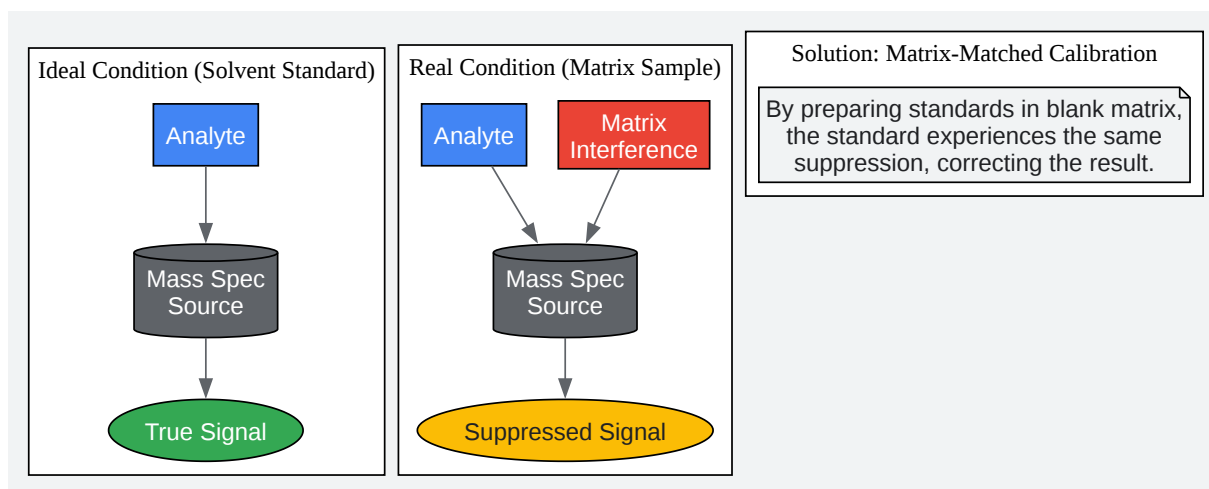 Ideal Condition (Solvent Standard)
Analyte
Mass Spec
Source
True Signal
Real Condition (Matrix Sample)
Analyte
Matrix
Interference
Mass Spec
Source
Suppressed Signal
Solution: Matrix-Matched Calibration
By preparing standards in blank matrix,
the standard experiences the same
suppression, correcting the result.